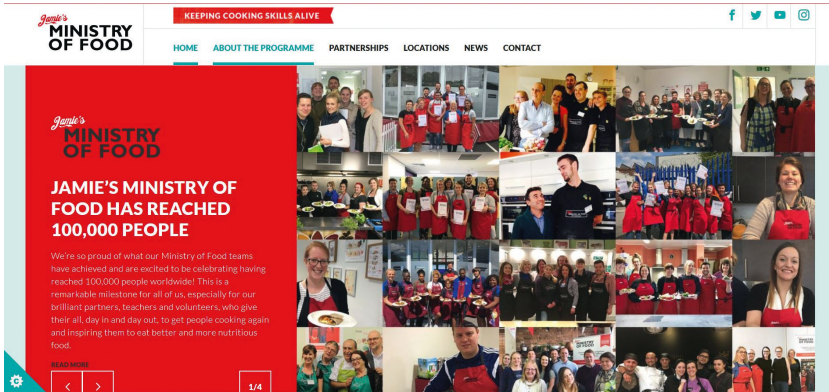 Jamie's
MINISTRY
OF FOOD
KEEPING COOKING SKILLS ALIVE
HOME ABOUT THE PROGRAMME PARTNERSHIPS LOCATIONS NEWS CONTACT
Jamie's
MINISTRY
OF FOOD
JAMIE'S MINISTRY OF
FOOD HAS REACHED
100,000 PEOPLE
We're so proud of what our Ministry of Food teams
have achieved and are excited to be celebrating having
reached 100,000 people worldwide! This is a
remarkable milestone for all of us, especially for our
brilliant partners, teachers and volunteers, who give
their all, day in and day out, to get people cooking again
and inspiring them to eat better and more nutritious
food.
READ MORE
1/4
MINISTRY
OF FOOD